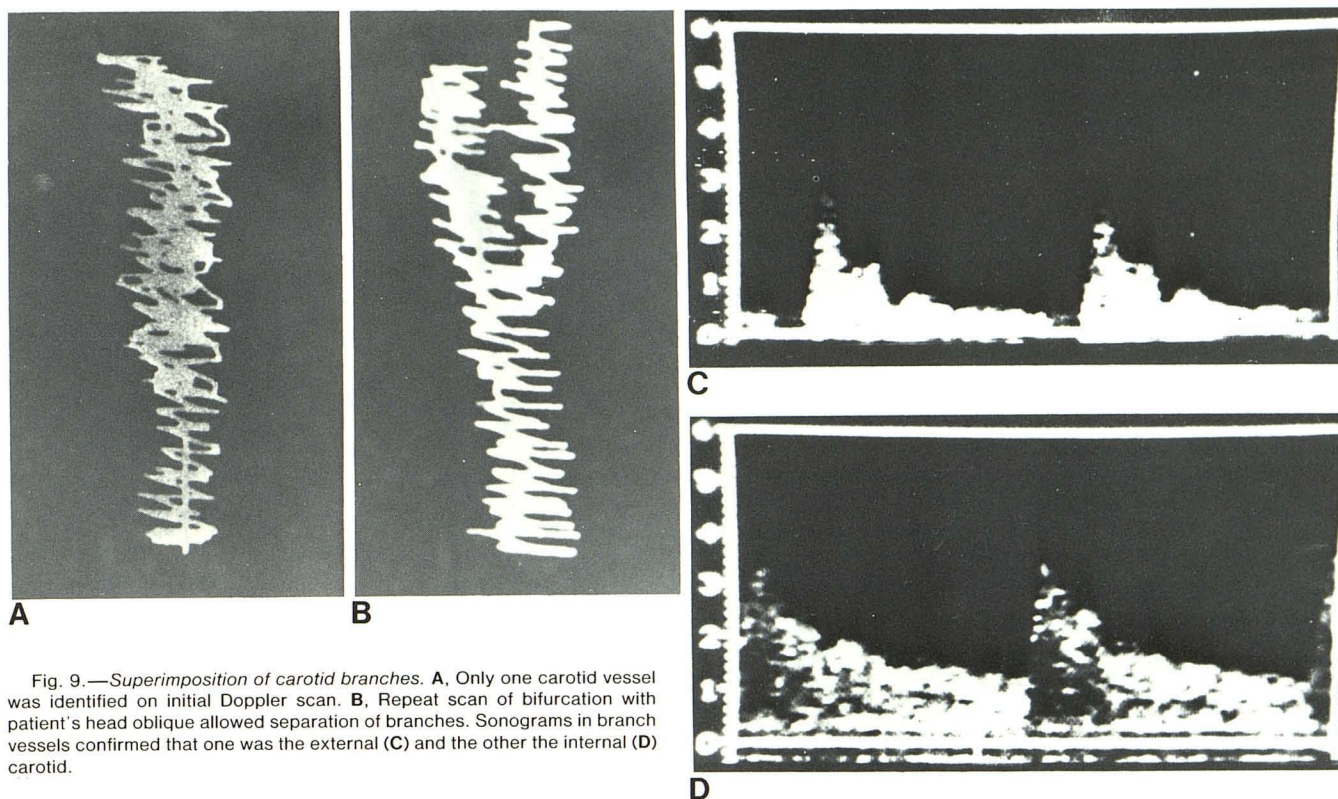 A
B
C
D
Fig. 9.—Superimposition of carotid branches. A, Only one carotid vessel
was identified on initial Doppler scan. B, Repeat scan of bifurcation with
patient's head oblique allowed separation of branches. Sonograms in branch
vessels confirmed that one was the external (C) and the other the internal (D)
carotid.